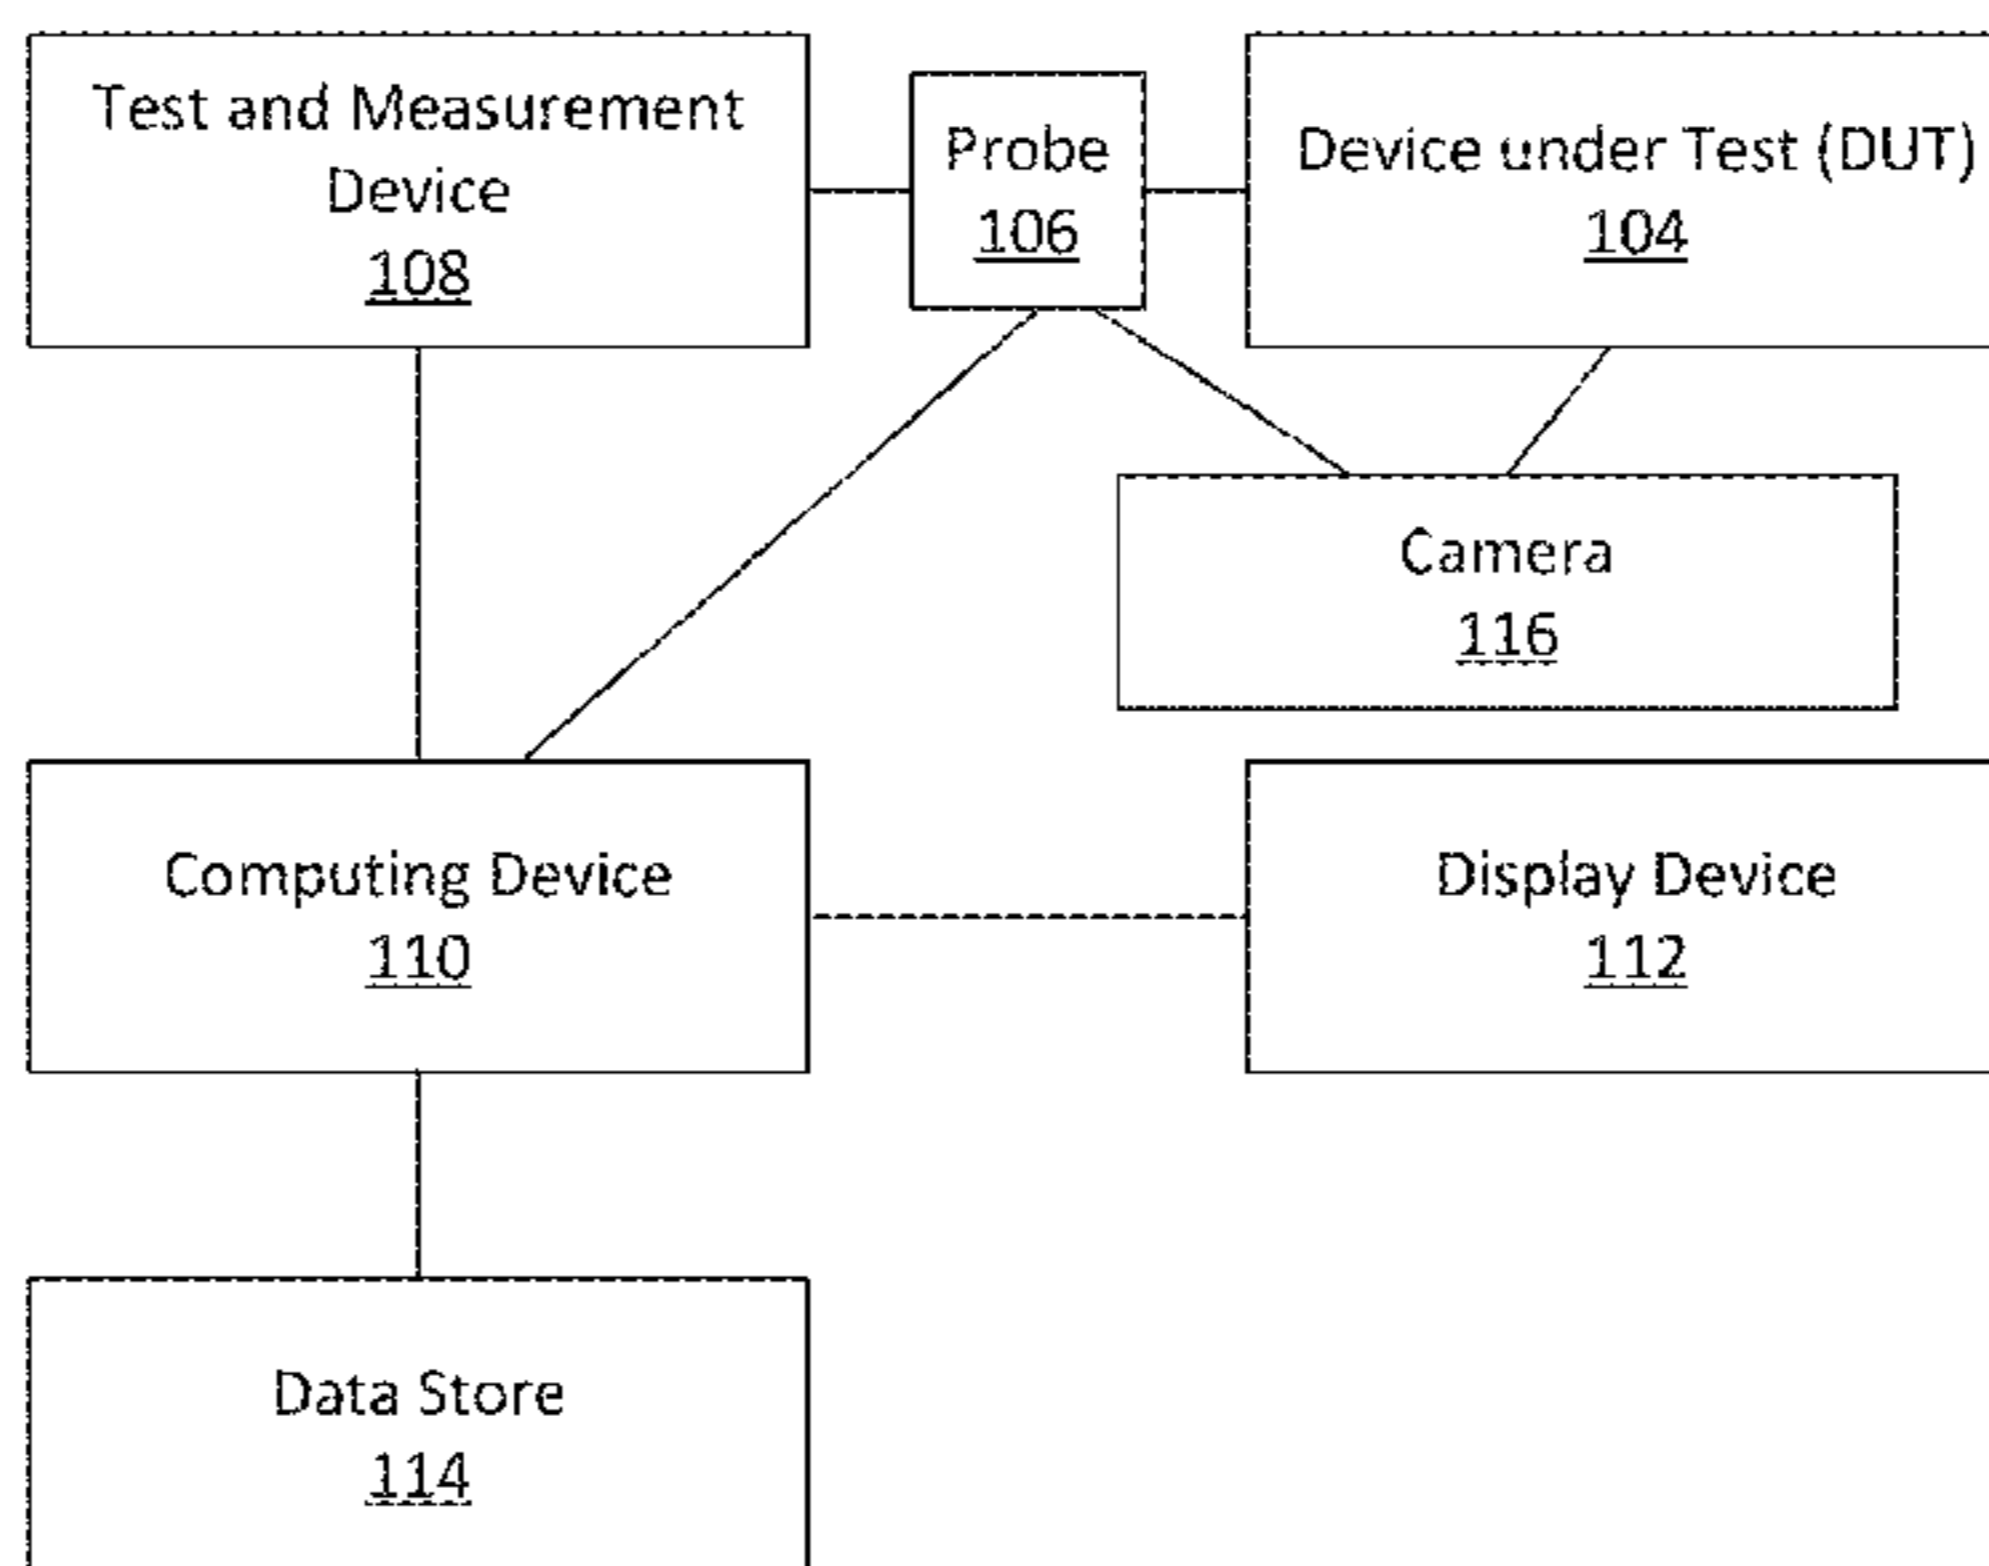 Test and Measurement
Device
108
Probe
106
Device under Test (DUT)
104
Camera
116
Computing Device
110
Display Device
112
Data Store
114